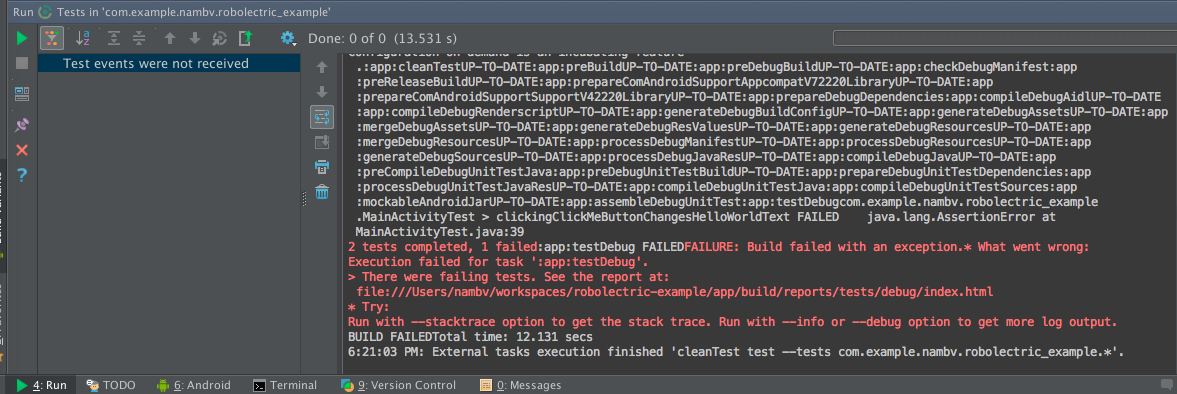 Run Tests in 'com.example.nambv.robolectric_example'
Done: 0 of 0 (13.531 s)
Test events were not received
Configuration on demand is an incubating feature
.:app:cleanTestUP-TO-DATE:app:preBuildUP-TO-DATE:app:preDebugBuildUP-TO-DATE:app:checkDebugManifest:app
:preReleaseBuildUP-TO-DATE:app:prepareComAndroidSupportAppcompatV72220LibraryUP-TO-DATE:app
:prepareComAndroidSupportSupportV42220LibraryUP-TO-DATE:app:prepareDebugDependencies:app:compileDebugAidlUP-TO-DATE
:app:compileDebugRenderscriptUP-TO-DATE:app:generateDebugBuildConfigUP-TO-DATE:app:generateDebugAssetsUP-TO-DATE:app
:mergeDebugAssetsUP-TO-DATE:app:generateDebugResValuesUP-TO-DATE:app:generateDebugResourcesUP-TO-DATE:app
:mergeDebugResourcesUP-TO-DATE:app:processDebugManifestUP-TO-DATE:app:processDebugResourcesUP-TO-DATE:app
:generateDebugSourcesUP-TO-DATE:app:processDebugJavaResUP-TO-DATE:app:compileDebugJavaUP-TO-DATE:app
:preCompileDebugUnitTestJava:app:preDebugUnitTestBuildUP-TO-DATE:app:prepareDebugUnitTestDependencies:app
:processDebugUnitTestJavaResUP-TO-DATE:app:compileDebugUnitTestJava:app:compileDebugUnitTestSources:app
:mockableAndroidJarUP-TO-DATE:app:assembleDebugUnitTest:app:testDebugcom.example.nambv.robolectric_example
.MainActivityTest > clickingClickMeButtonChangesHelloWorldText FAILED java.lang.AssertionError at
MainActivityTest.java:39
2 tests completed, 1 failed:app:testDebug FAILEDFAILURE: Build failed with an exception.* What went wrong:
Execution failed for task ':app:testDebug'.
> There were failing tests. See the report at:
file:///Users/nambv/workspaces/robolectric-example/app/build/reports/tests/debug/index.html
* Try:
Run with --stacktrace option to get the stack trace. Run with --info or --debug option to get more log output.
BUILD FAILEDTotal time: 12.131 secs
6:21:03 PM: External tasks execution finished 'cleanTest test --tests com.example.nambv.robolectric_example.*'.
4: Run TODO 6: Android Terminal 9: Version Control 0: Messages